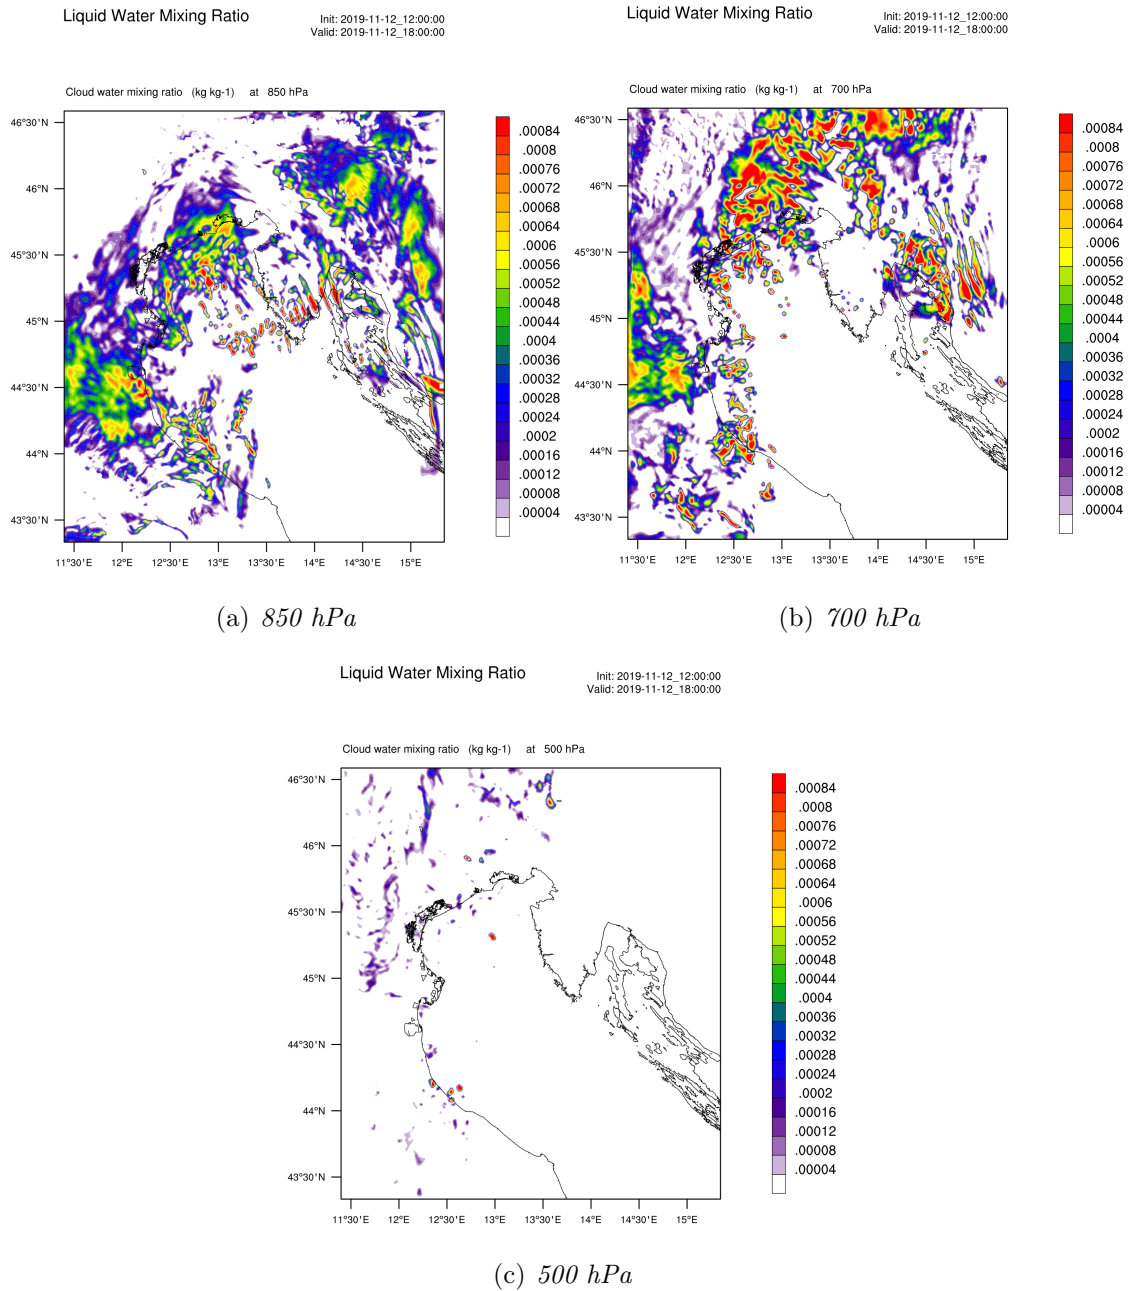 Liquid Water Mixing Ratio
Init: 2019-11-12_12:00:00
Valid: 2019-11-12_18:00:00
Cloud water mixing ratio (kg kg-1) at 850 hPa
46°30'N
46°N
45°30'N
45°N
44°30'N
44°N
43°30'N
11°30'E 12°E 12°30'E 13°E 13°30'E 14°E 14°30'E 15°E
.00084
.0008
.00076
.00072
.00068
.00064
.0006
.00056
.00052
.00048
.00044
.0004
.00036
.00032
.00028
.00024
.0002
.00016
.00012
.00008
.00004
(a) 850 hPa
Liquid Water Mixing Ratio
Init: 2019-11-12_12:00:00
Valid: 2019-11-12_18:00:00
Cloud water mixing ratio (kg kg-1) at 700 hPa
46°30'N
46°N
45°30'N
45°N
44°30'N
44°N
43°30'N
11°30'E 12°E 12°30'E 13°E 13°30'E 14°E 14°30'E 15°E
.00084
.0008
.00076
.00072
.00068
.00064
.0006
.00056
.00052
.00048
.00044
.0004
.00036
.00032
.00028
.00024
.0002
.00016
.00012
.00008
.00004
(b) 700 hPa
Liquid Water Mixing Ratio
Init: 2019-11-12_12:00:00
Valid: 2019-11-12_18:00:00
Cloud water mixing ratio (kg kg-1) at 500 hPa
46°30'N
46°N
45°30'N
45°N
44°30'N
44°N
43°30'N
11°30'E 12°E 12°30'E 13°E 13°30'E 14°E 14°30'E 15°E
.00084
.0008
.00076
.00072
.00068
.00064
.0006
.00056
.00052
.00048
.00044
.0004
.00036
.00032
.00028
.00024
.0002
.00016
.00012
.00008
.00004
(c) 500 hPa